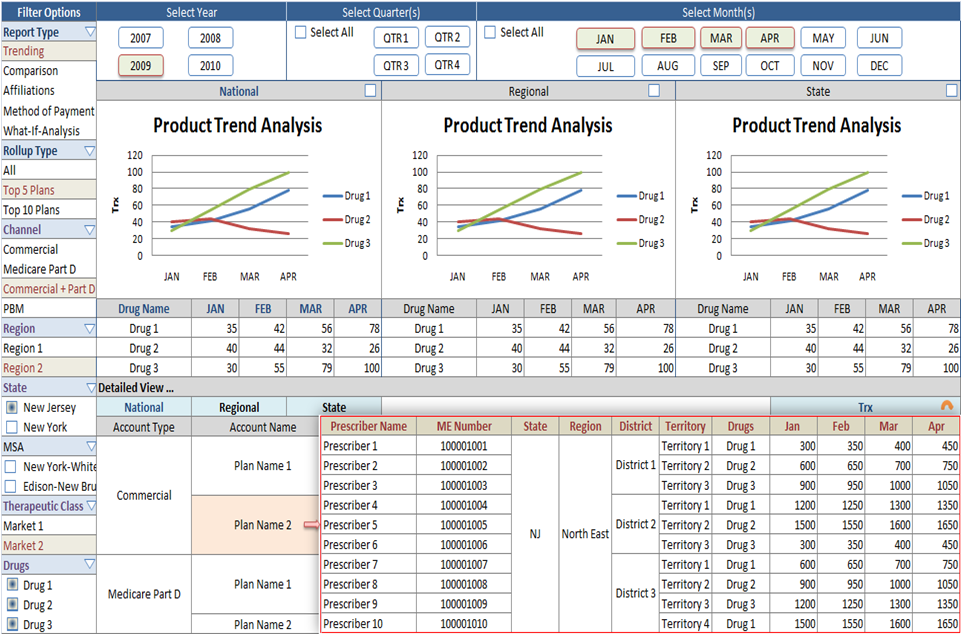 Filter Options Select Year Select Quarter(s) Select Month(s)
Report Type
Trending
Comparison
Affiliations
Method of Payment
What-If-Analysis
Rollup Type
All
Top 5 Plans
Top 10 Plans
Channel
Commercial
Medicare Part D
Commercial + Part D
PBM
Region
Region 1
Region 2
State
New Jersey
New York
MSA
New York-White
Edison-New Bru
Therapeutic Class
Market 1
Market 2
Drugs
Drug 1
Drug 2
Drug 3
2007 2008
2009 2010
Select All QTR1 QTR2
QTR3 QTR4
Select All JAN FEB MAR APR MAY JUN
JUL AUG SEP OCT NOV DEC
National Regional State
Product Trend Analysis
Trx
120
100
80
60
40
20
0
JAN FEB MAR APR
Drug 1
Drug 2
Drug 3
Product Trend Analysis
Trx
120
100
80
60
40
20
0
JAN FEB MAR APR
Drug 1
Drug 2
Drug 3
Product Trend Analysis
Trx
120
100
80
60
40
20
0
JAN FEB MAR APR
Drug 1
Drug 2
Drug 3
Drug Name JAN FEB MAR APR Drug Name JAN FEB MAR APR Drug Name JAN FEB MAR APR
Drug 1 35 42 56 78 Drug 1 35 42 56 78 Drug 1 35 42 56 78
Drug 2 40 44 32 26 Drug 2 40 44 32 26 Drug 2 40 44 32 26
Drug 3 30 55 79 100 Drug 3 30 55 79 100 Drug 3 30 55 79 100
Detailed View ...
National Regional State Trx
Account Type Account Name
Commercial
Plan Name 1
Plan Name 2
Medicare Part D
Plan Name 1
Plan Name 2
Prescriber Name ME Number State Region District Territory Drugs Jan Feb Mar Apr
NJ North East
District 1
District 2
District 3
Prescriber 1 100001001 Territory 1 Drug 1 300 350 400 450
Prescriber 2 100001002 Territory 2 Drug 2 600 650 700 750
Prescriber 3 100001003 Territory 3 Drug 3 900 950 1000 1050
Prescriber 4 100001004 Territory 1 Drug 1 1200 1250 1300 1350
Prescriber 5 100001005 Territory 2 Drug 2 1500 1550 1600 1650
Prescriber 6 100001006 Territory 3 Drug 3 300 350 400 450
Prescriber 7 100001007 Territory 1 Drug 1 600 650 700 750
Prescriber 8 100001008 Territory 2 Drug 2 900 950 1000 1050
Prescriber 9 100001009 Territory 3 Drug 3 1200 1250 1300 1350
Prescriber 10 100001010 Territory 4 Drug 1 1500 1550 1600 1650